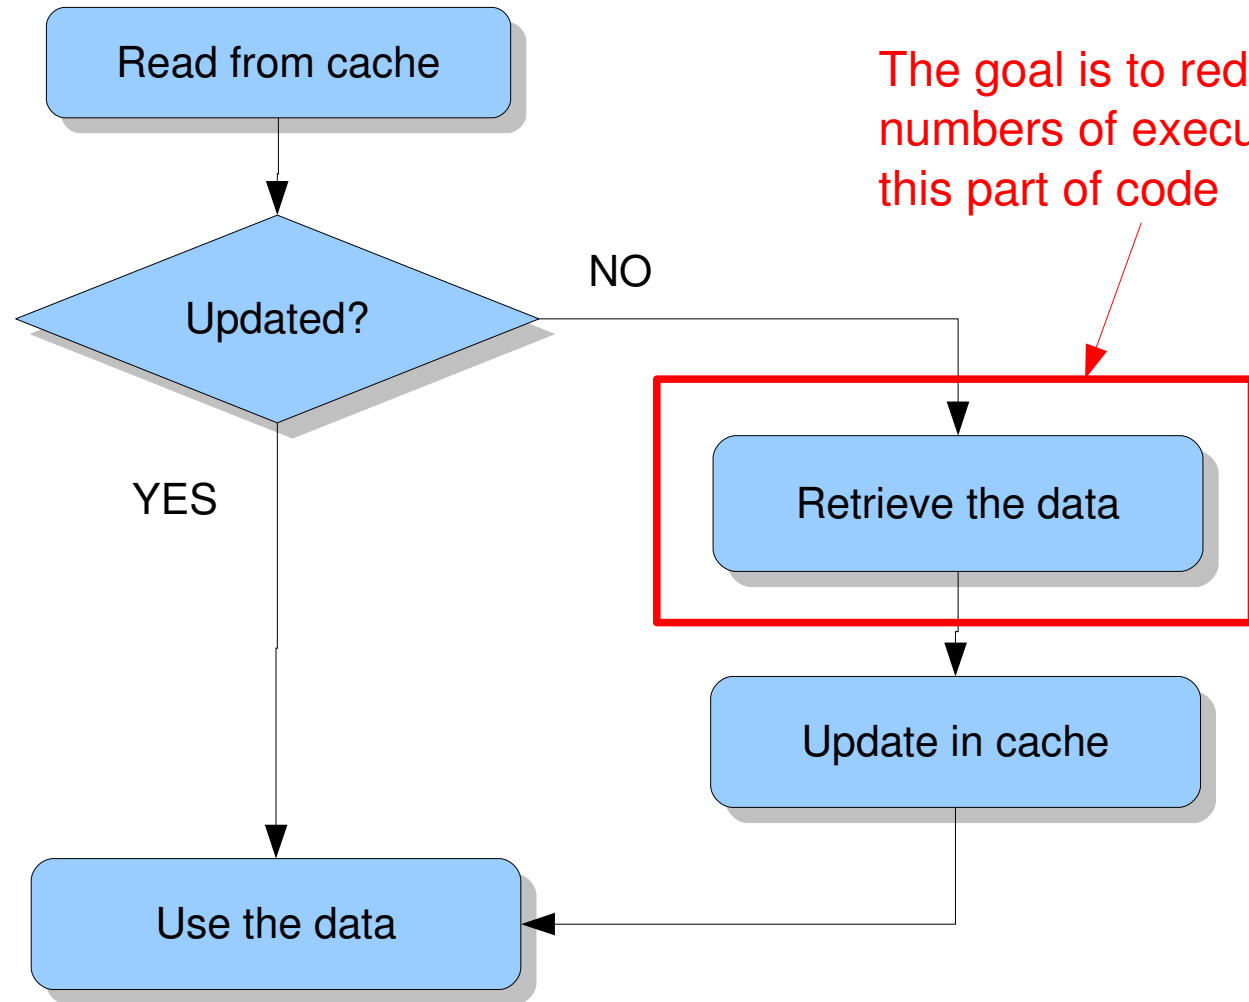 Read from cache
The goal is to red
numbers of execu
this part of code
NO
Updated?
YES
Retrieve the data
Update in cache
Use the data